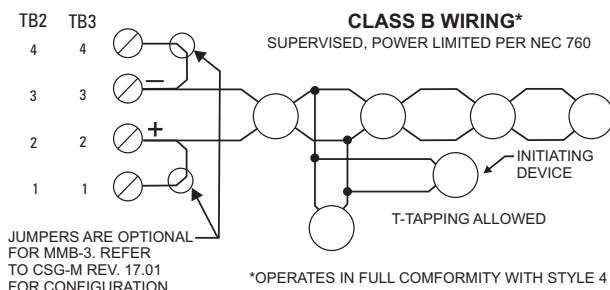 TB2 TB3
CLASS B WIRING*
SUPERVISED, POWER LIMITED PER NEC 760
4 4
3 3
–
2 2
+
1 1
INITIATING
DEVICE
T-TAPPING ALLOWED
JUMPERS ARE OPTIONAL
FOR MMB-3. REFER
TO CSG-M REV. 17.01
FOR CONFIGURATION
*OPERATES IN FULL COMFORMITY WITH STYLE 4